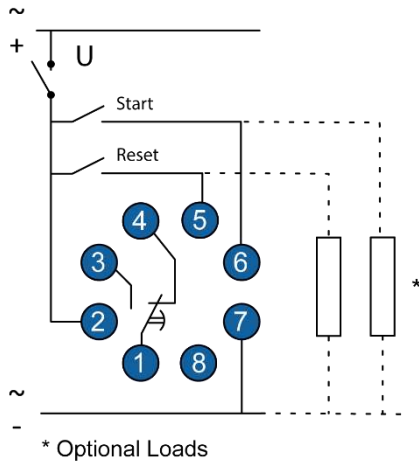 ~
+
U
Start
Reset
4 5
3 6
*
2 7
1 8
~
-
* Optional Loads